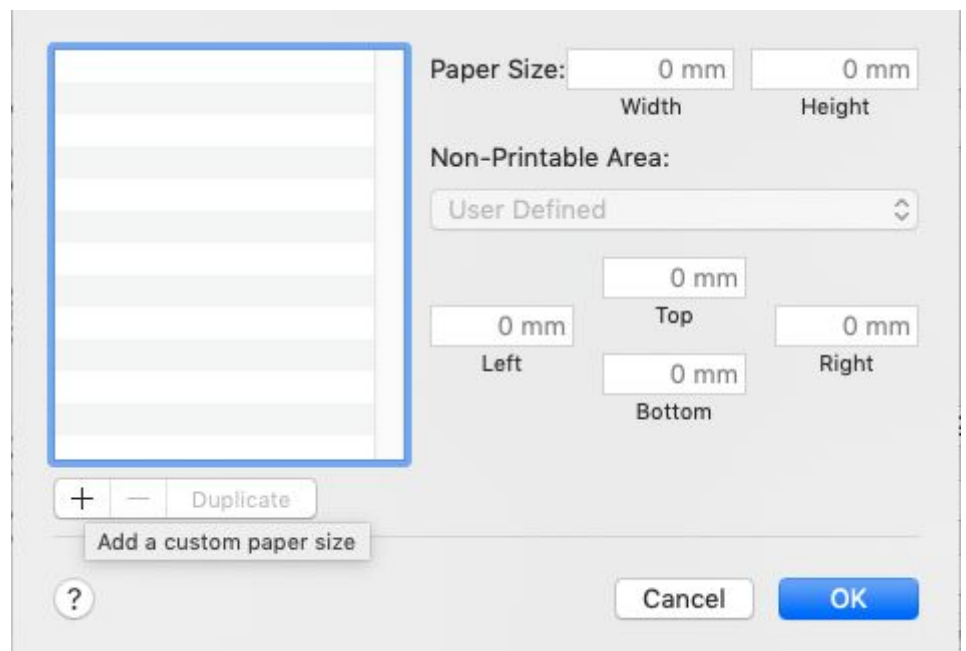 Paper Size: 0 mm 0 mm
Width Height
Non-Printable Area:
User Defined
0 mm
Top
0 mm 0 mm
Left Right
0 mm
Bottom
+ − Duplicate
Add a custom paper size
? Cancel OK